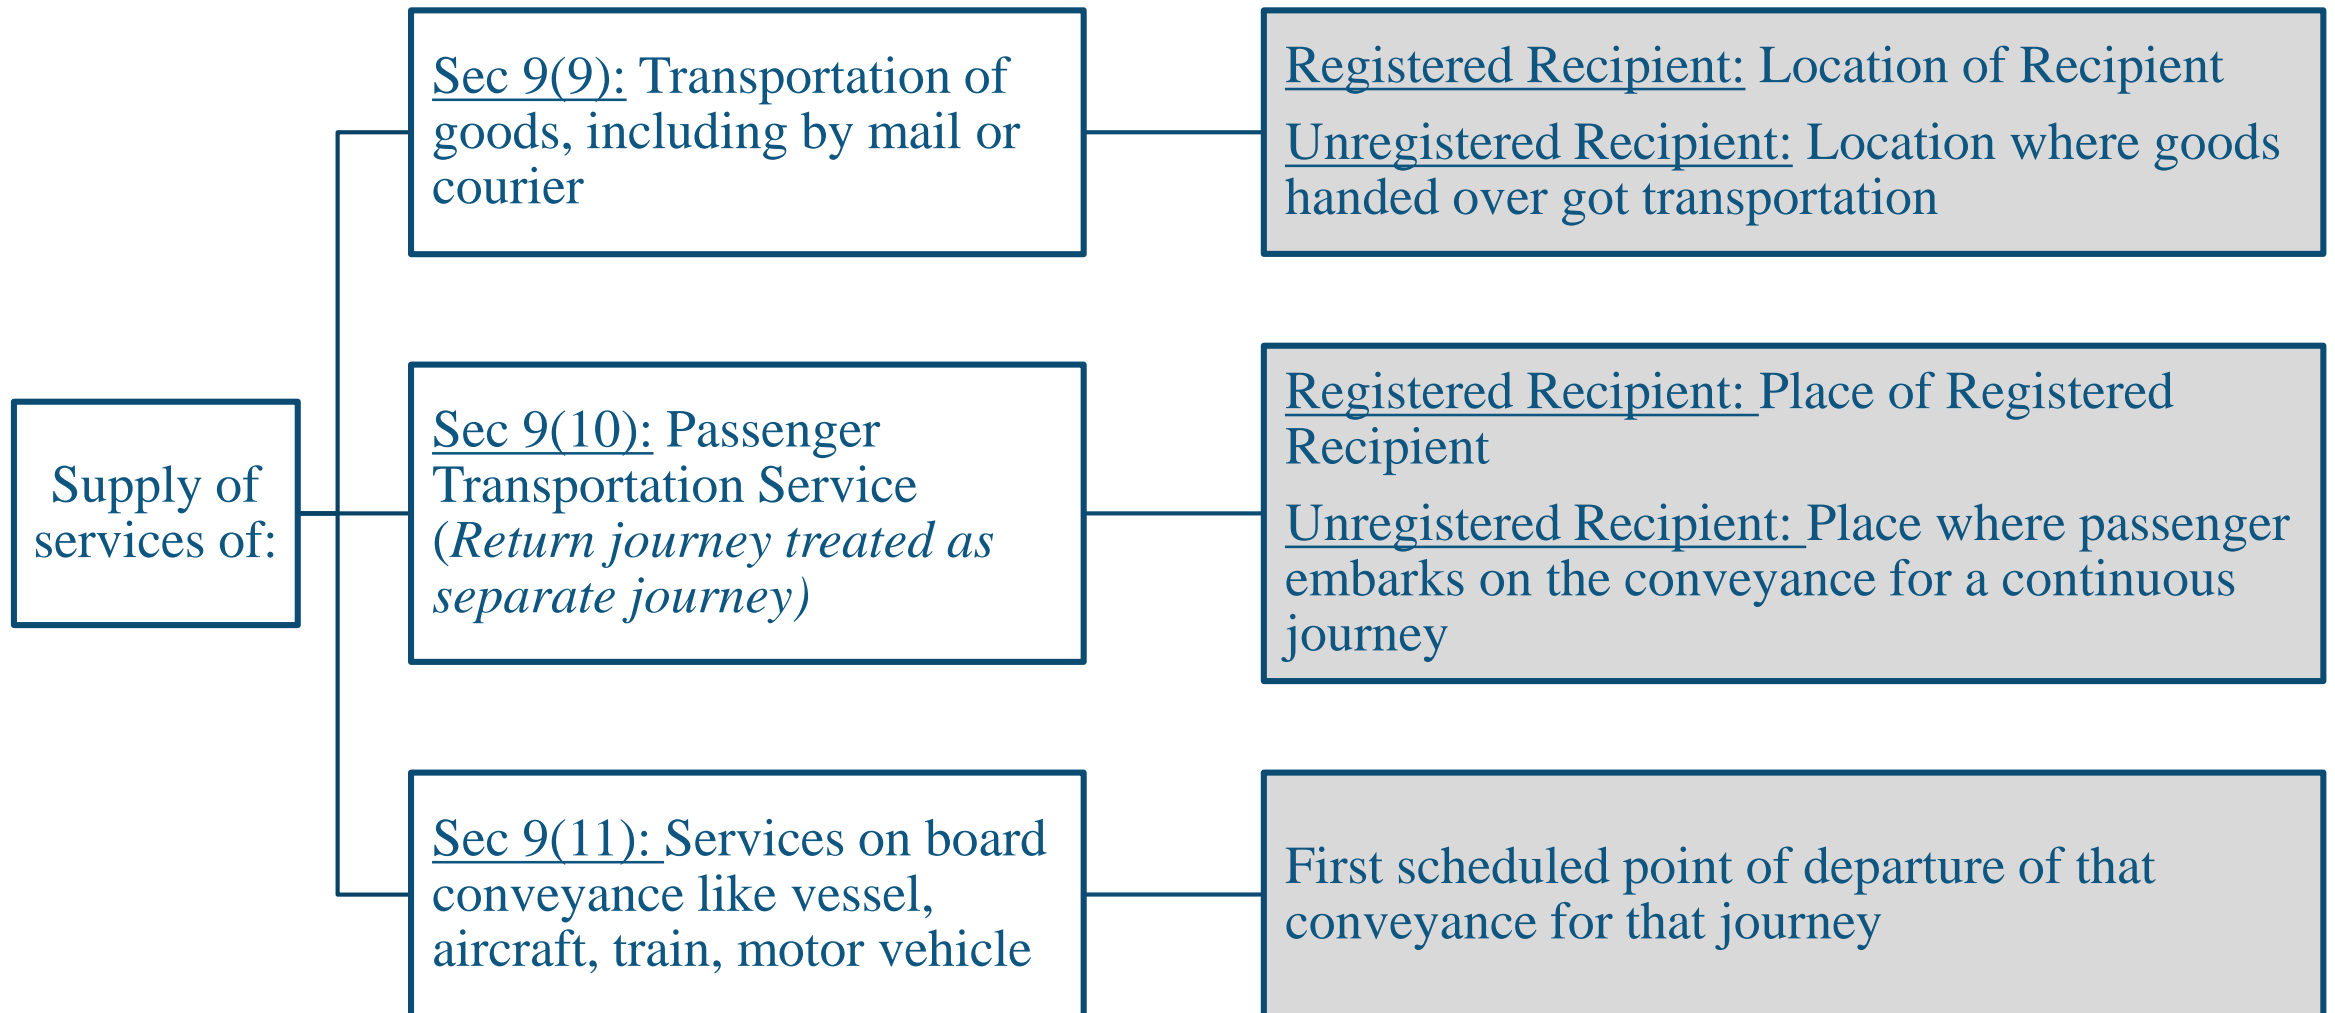 Supply of
services of:
Sec 9(9): Transportation of
goods, including by mail or
courier
Registered Recipient: Location of Recipient
Unregistered Recipient: Location where goods
handed over got transportation
Sec 9(10): Passenger
Transportation Service
(Return journey treated as
separate journey)
Registered Recipient: Place of Registered
Recipient
Unregistered Recipient: Place where passenger
embarks on the conveyance for a continuous
journey
Sec 9(11): Services on board
conveyance like vessel,
aircraft, train, motor vehicle
First scheduled point of departure of that
conveyance for that journey